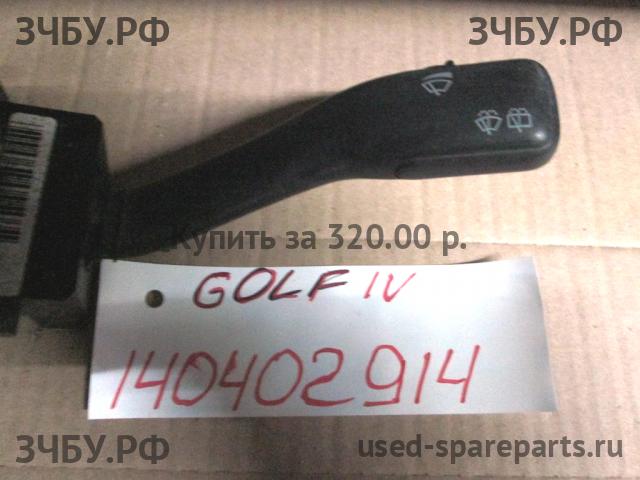 ЗЧБУ.РФ ЗЧБУ.РФ
Купить за 320.00 р.
GOLF IV
140402914
ЗЧБУ.РФ used-spareparts.ru